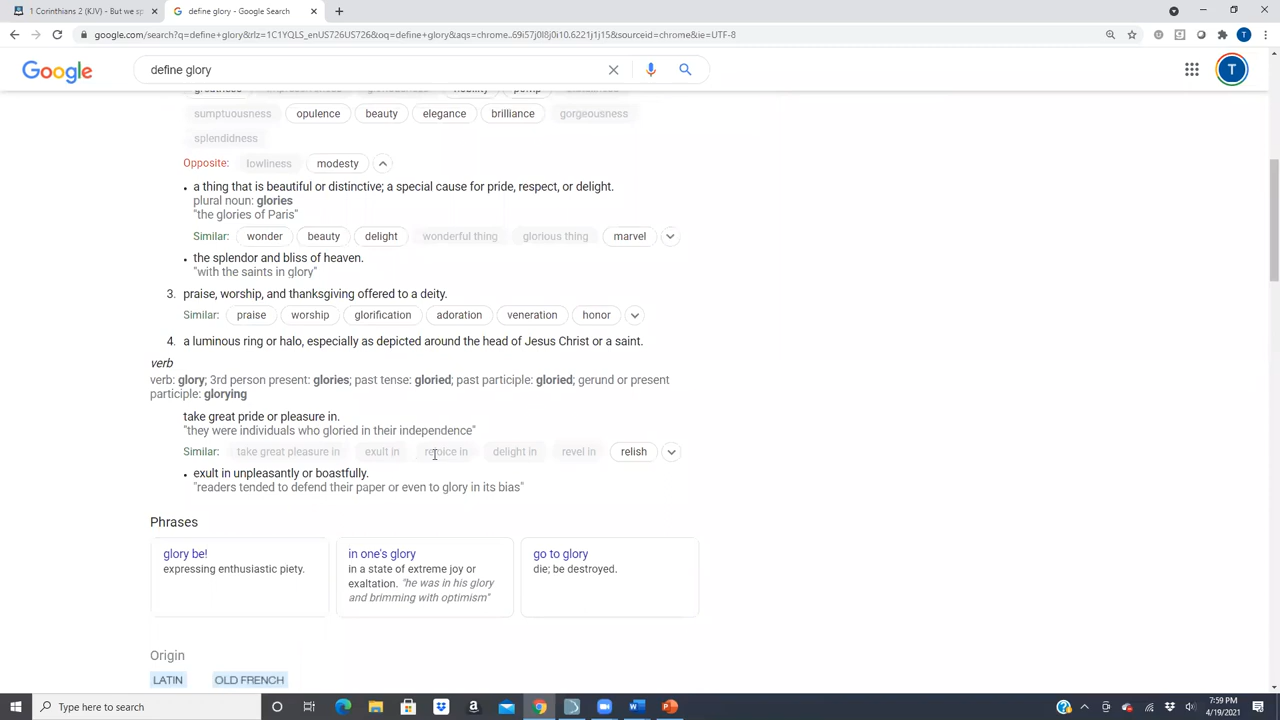 1 Corinthians 2 (KJV) - But we sp
define glory - Google Search
google.com/search?q=define+glory&rlz=1C1YQLS_enUS726US726&oq=define+glory&aqs=chrome..69i57j0l8j0i10.6221j1j15&sourceid=chrome&ie=UTF-8
Google
define glory
T
sumptuousness opulence beauty elegance brilliance gorgeousness
splendidness
Opposite: lowliness modesty
• a thing that is beautiful or distinctive; a special cause for pride, respect, or delight.
plural noun: glories
"the glories of Paris"
Similar: wonder beauty delight wonderful thing glorious thing marvel
• the splendor and bliss of heaven.
"with the saints in glory"
3. praise, worship, and thanksgiving offered to a deity.
Similar: praise worship glorification adoration veneration honor
4. a luminous ring or halo, especially as depicted around the head of Jesus Christ or a saint.
verb
verb: glory; 3rd person present: glories; past tense: gloried; past participle: gloried; gerund or present
participle: glorying
take great pride or pleasure in.
"they were individuals who gloried in their independence"
Similar: take great pleasure in exult in rejoice in delight in revel in relish
• exult in unpleasantly or boastfully.
"readers tended to defend their paper or even to glory in its bias"
Phrases
glory be!
expressing enthusiastic piety.
in one's glory
in a state of extreme joy or
exaltation. "he was in his glory
and brimming with optimism"
go to glory
die; be destroyed.
Origin
LATIN OLD FRENCH
Type here to search
7:59 PM
4/19/2021